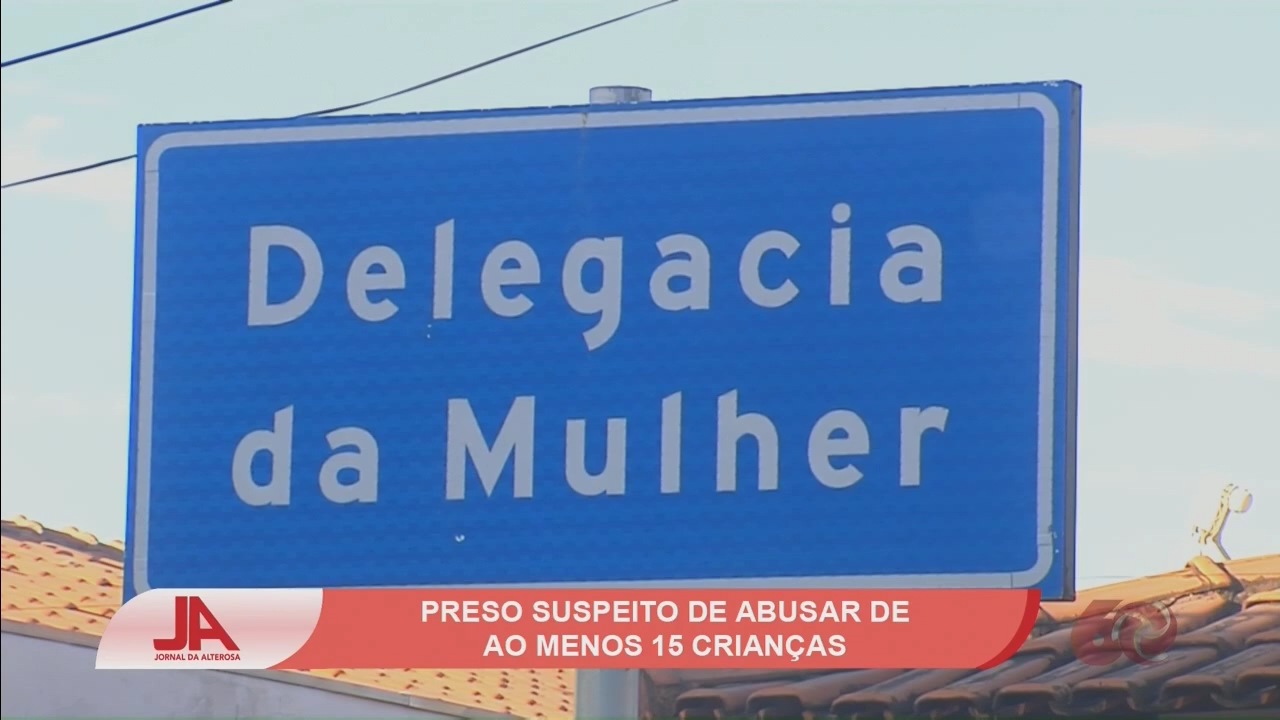 Delegacia
da Mulher
JA
JORNAL DA ALTEROSA
PRESO SUSPEITO DE ABUSAR DE
AO MENOS 15 CRIANÇAS